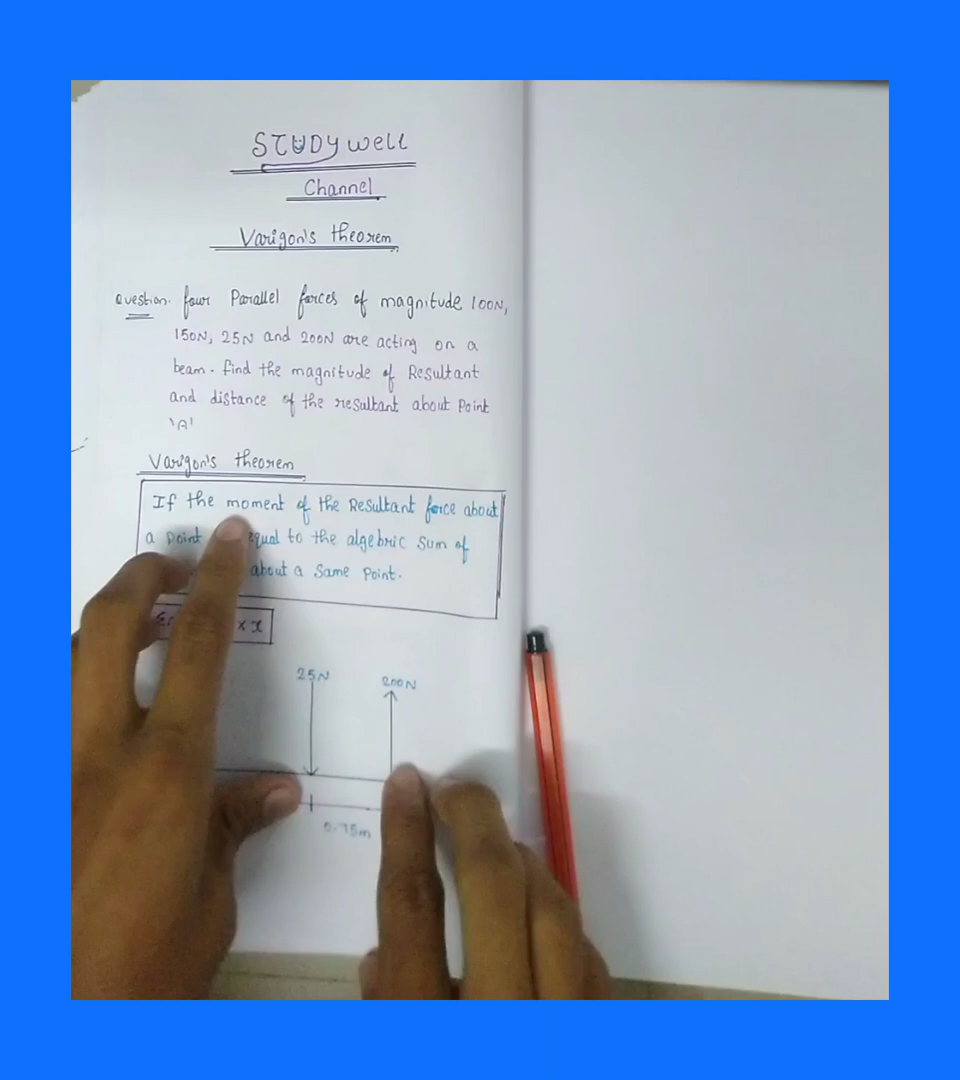 STUDY well
Channel
Varigon's theorem
Question. four Parallel forces of magnitude 100N,
150N, 25N and 200N are acting on a
beam. find the magnitude of Resultant
and distance of the resultant about Point
'A'
Varigon's theorem
If the moment of the Resultant force about
a point equal to the algebric sum of
about a Same Point.
x x
25N
200N
0.75m